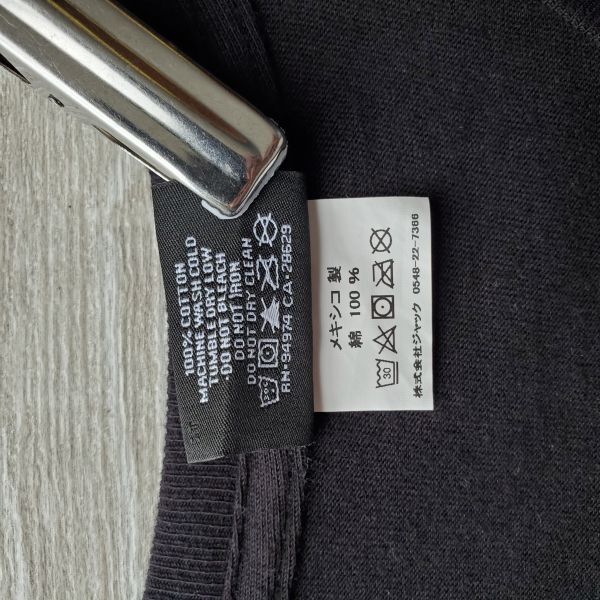 100% COTTON
MACHINE WASH COLD
TUMBLE DRY LOW
DO NOT BLEACH
DO NOT IRON
DO NOT DRY CLEAN
RN-94974 CA-28629
メキシコ 製
綿 100 %
30
株式会社ジャック 0548-22-7366